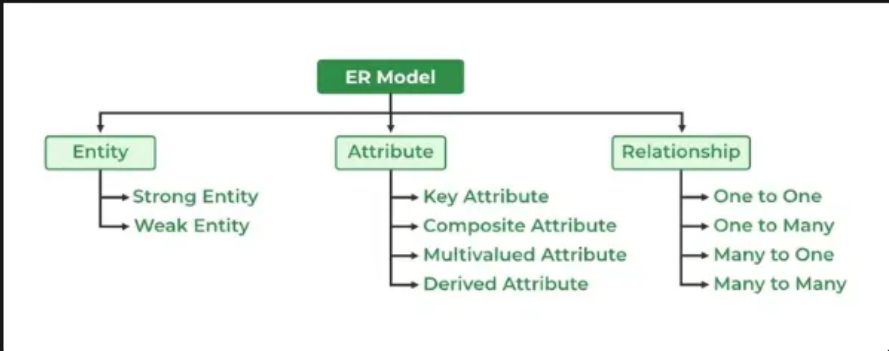 ER Model
Entity
Strong Entity
Weak Entity
Attribute
Key Attribute
Composite Attribute
Multivalued Attribute
Derived Attribute
Relationship
One to One
One to Many
Many to One
Many to Many